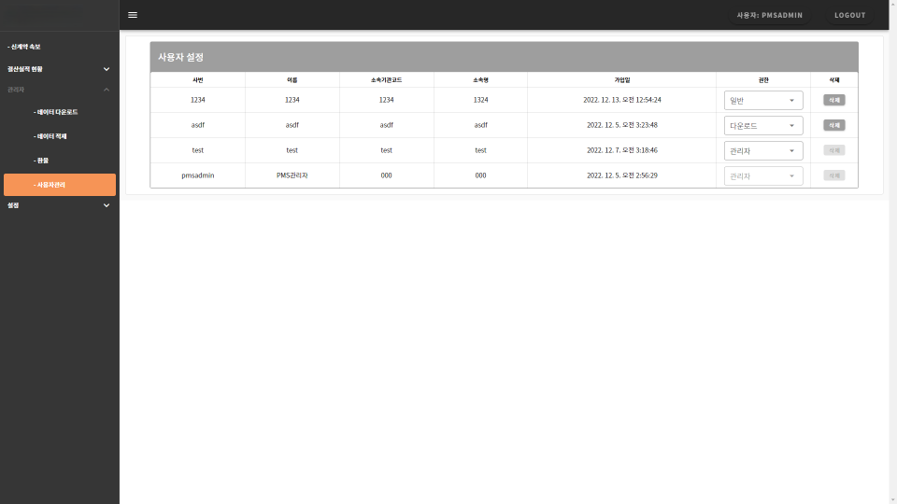 사용자: PMSADMIN
LOGOUT
- 신계약 속보
결산실적 현황
관리자
- 데이터 다운로드
- 데이터 적재
- 환율
- 사용자관리
설정
사용자 설정
사번 이름 소속기관코드 소속명 가입일 권한 삭제
1234 1234 1234 1324 2022. 12. 13. 오전 12:54:24 일반 삭제
asdf asdf asdf asdf 2022. 12. 5. 오전 3:23:48 다운로드 삭제
test test test test 2022. 12. 7. 오전 3:18:46 관리자 삭제
pmsadmin PMS관리자 000 000 2022. 12. 5. 오전 2:56:29 관리자 삭제